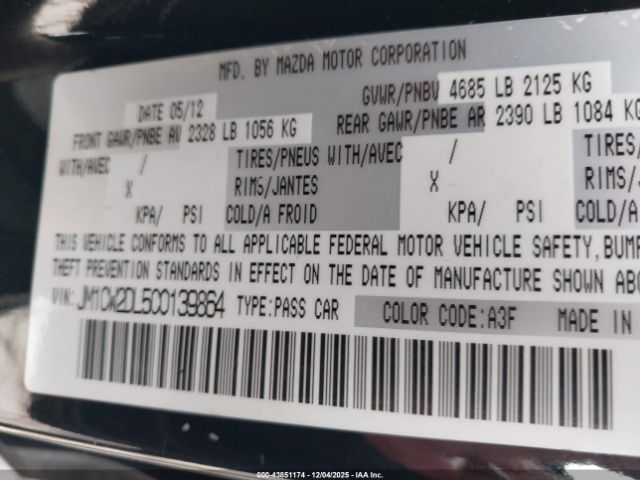 MFD. BY MAZDA MOTOR CORPORATION
GVWR/PNBV 4685 LB 2125 KG
DATE 05/12
FRONT GAWR/PNBE AV 2328 LB 1056 KG
REAR GAWR/PNBE AR 2390 LB 1084 KG
WITH/AVEC / TIRES/PNEUS WITH/AVEC / TIRES/
X RIMS/JANTES X RIMS/
KPA/ PSI COLD/A FROID KPA/ PSI COLD/A
THIS VEHICLE CONFORMS TO ALL APPLICABLE FEDERAL MOTOR VEHICLE SAFETY, BUMP
THEFT PREVENTION STANDARDS IN EFFECT ON THE DATE OF MANUFACTURE SHOWN ABO
VIN: JM1CW2DL5C0139864 TYPE:PASS CAR COLOR CODE:A3F MADE IN
00-43851174 - 12/04/2025 - IAA Inc.